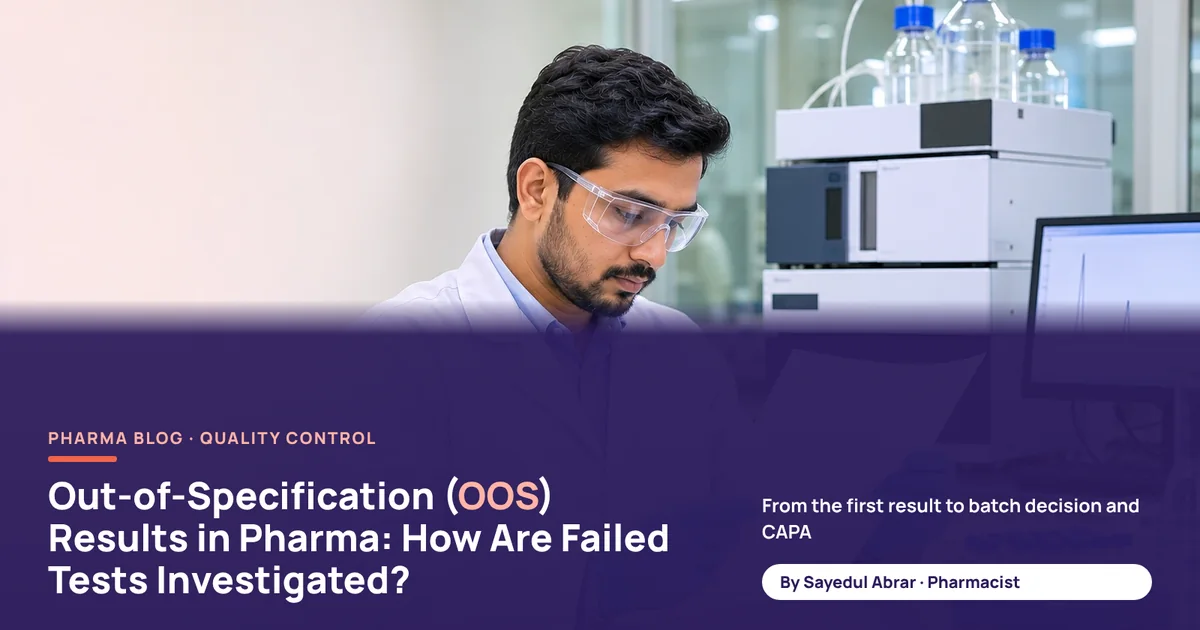 PHARMA BLOG · QUALITY CONTROL
Out-of-Specification (OOS)
Results in Pharma: How Are Failed
Tests Investigated?
From the first result to batch decision and
CAPA
By Sayedul Abrar · Pharmacist